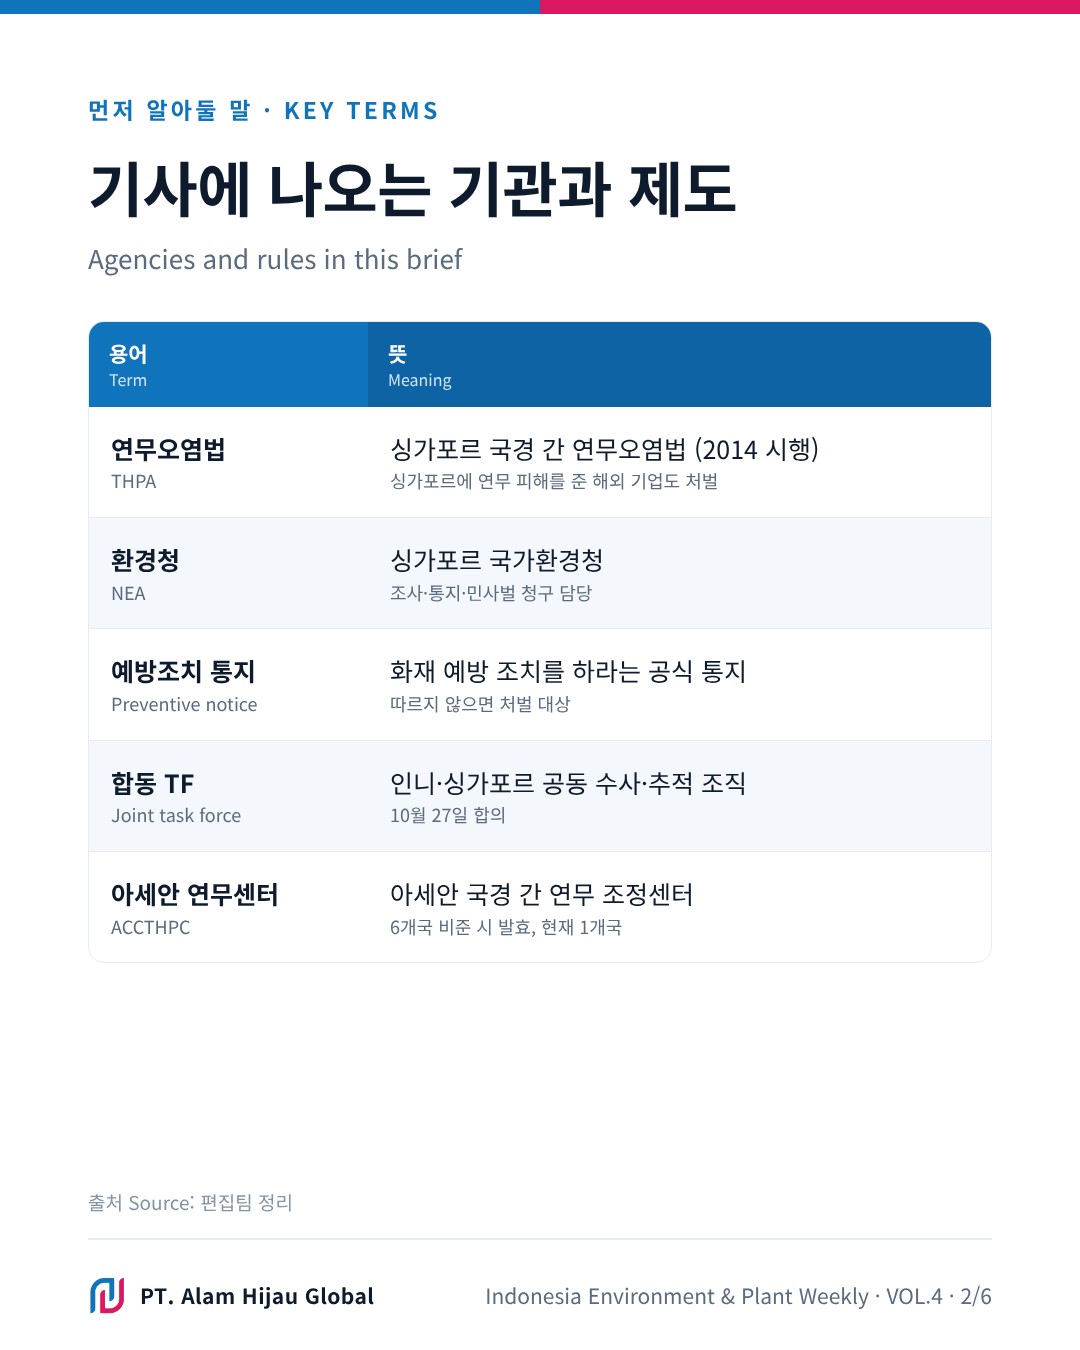 먼저 알아둘 말 · KEY TERMS
기사에 나오는 기관과 제도
Agencies and rules in this brief
용어
Term
뜻
Meaning
연무오염법
THPA
싱가포르 국경 간 연무오염법 (2014 시행)
싱가포르에 연무 피해를 준 해외 기업도 처벌
환경청
NEA
싱가포르 국가환경청
조사·통지·민사벌 청구 담당
예방조치 통지
Preventive notice
화재 예방 조치를 하라는 공식 통지
따르지 않으면 처벌 대상
합동 TF
Joint task force
인니·싱가포르 공동 수사·추적 조직
10월 27일 합의
아세안 연무센터
ACCTHPC
아세안 국경 간 연무 조정센터
6개국 비준 시 발효, 현재 1개국
출처 Source: 편집팀 정리
PT. Alam Hijau Global
Indonesia Environment & Plant Weekly · VOL.4 · 2/6